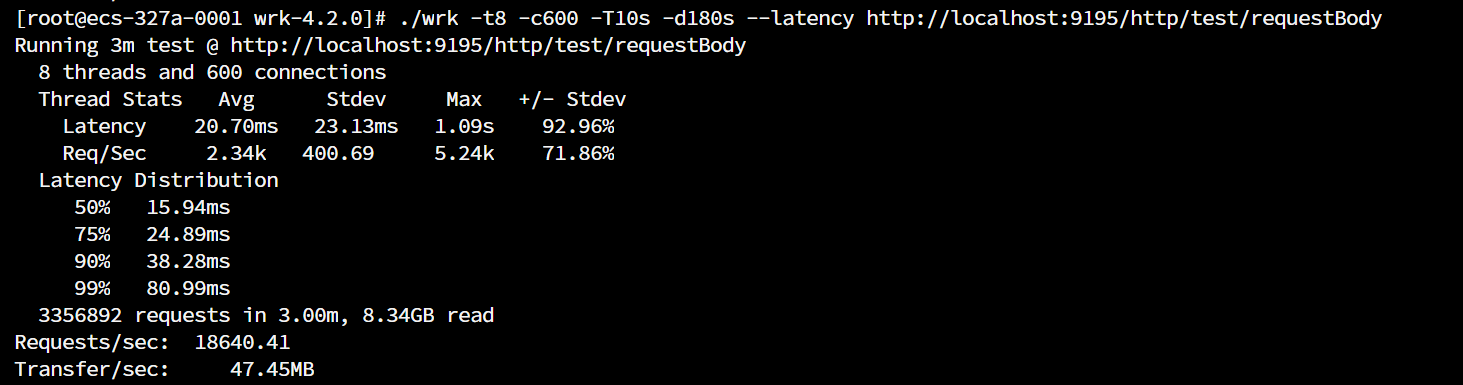 [root@ecs-327a-0001 wrk-4.2.0]# ./wrk -t8 -c600 -T10s -d180s --latency http://localhost:9195/http/test/requestBody
Running 3m test @ http://localhost:9195/http/test/requestBody
  8 threads and 600 connections
  Thread Stats   Avg      Stdev     Max   +/- Stdev
    Latency    20.70ms   23.13ms   1.09s    92.96%
    Req/Sec     2.34k   400.69     5.24k    71.86%
  Latency Distribution
     50%   15.94ms
     75%   24.89ms
     90%   38.28ms
     99%   80.99ms
  3356892 requests in 3.00m, 8.34GB read
Requests/sec:  18640.41
Transfer/sec:     47.45MB